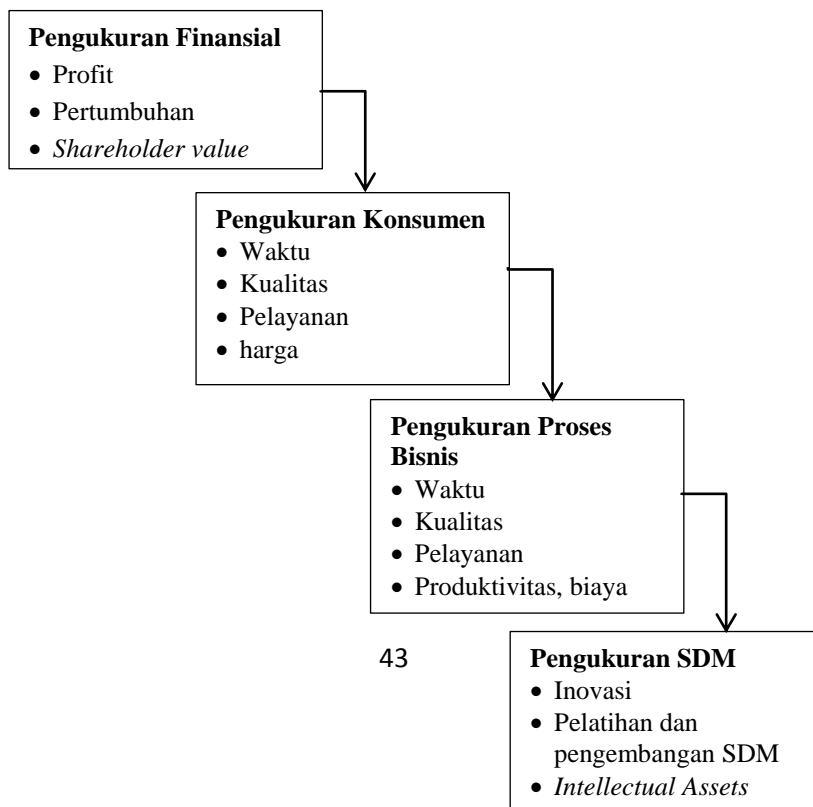 Pengukuran Finansial
• Profit
• Pertumbuhan
• Shareholder value
Pengukuran Konsumen
• Waktu
• Kualitas
• Pelayanan
• harga
Pengukuran Proses
Bisnis
• Waktu
• Kualitas
• Pelayanan
• Produktivitas, biaya
43
Pengukuran SDM
• Inovasi
• Pelatihan dan
pengembangan SDM
• Intellectual Assets